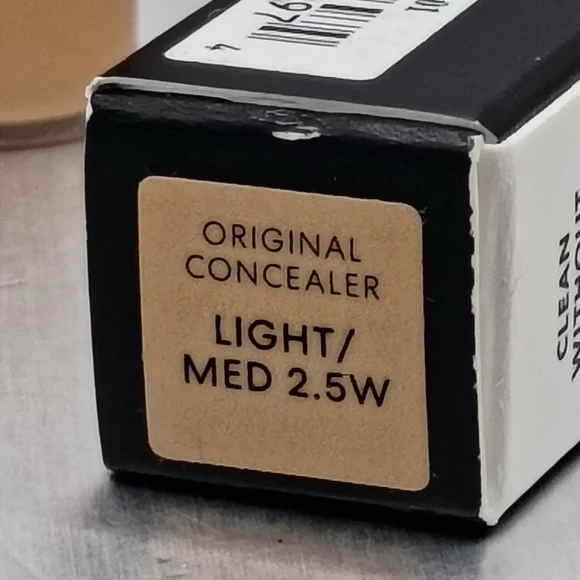 ORIGINAL
CONCEALER
LIGHT/
MED 2.5W
CLEAN